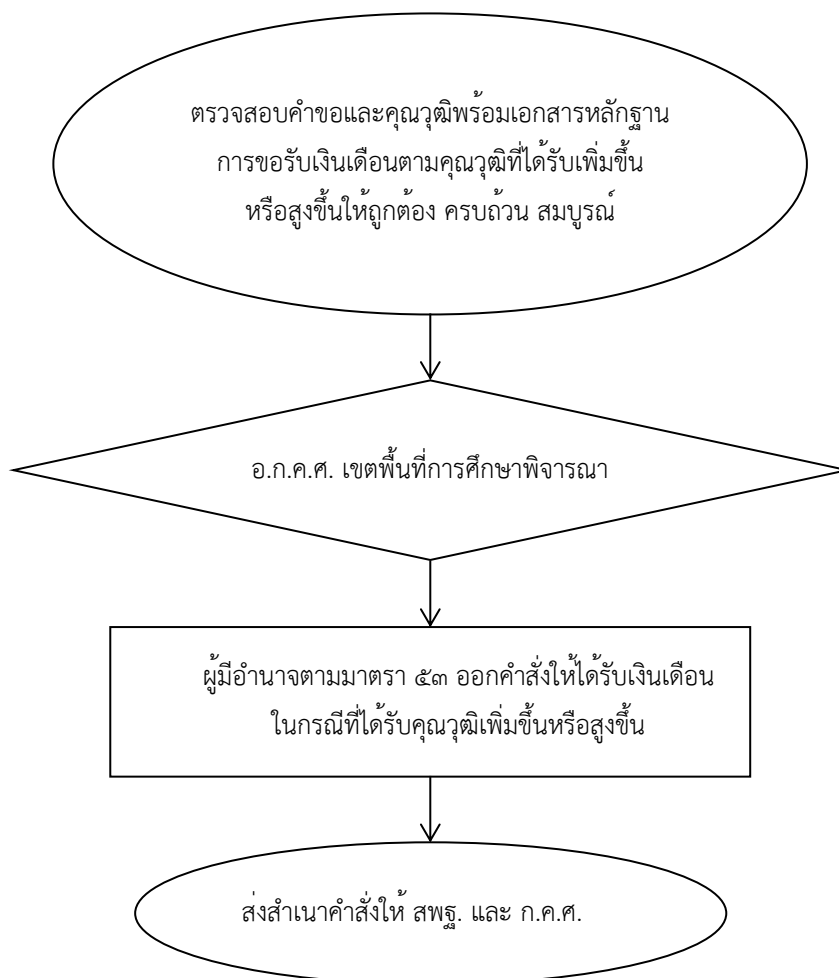 ตรวจสอบคำขอและคุณวุฒิพร้อมเอกสารหลักฐาน
การขอรับเงินเดือนตามคุณวุฒิที่ได้รับเพิ่มขึ้น
หรือสูงขึ้นให้ถูกต้อง ครบถ้วน สมบูรณ์
อ.ก.ค.ศ. เขตพื้นที่การศึกษาพิจารณา
ผู้มีอำนาจตามมาตรา ๕๓ ออกคำสั่งให้ได้รับเงินเดือน
ในกรณีที่ได้รับคุณวุฒิเพิ่มขึ้นหรือสูงขึ้น
ส่งสำเนาคำสั่งให้ สพฐ. และ ก.ค.ศ.